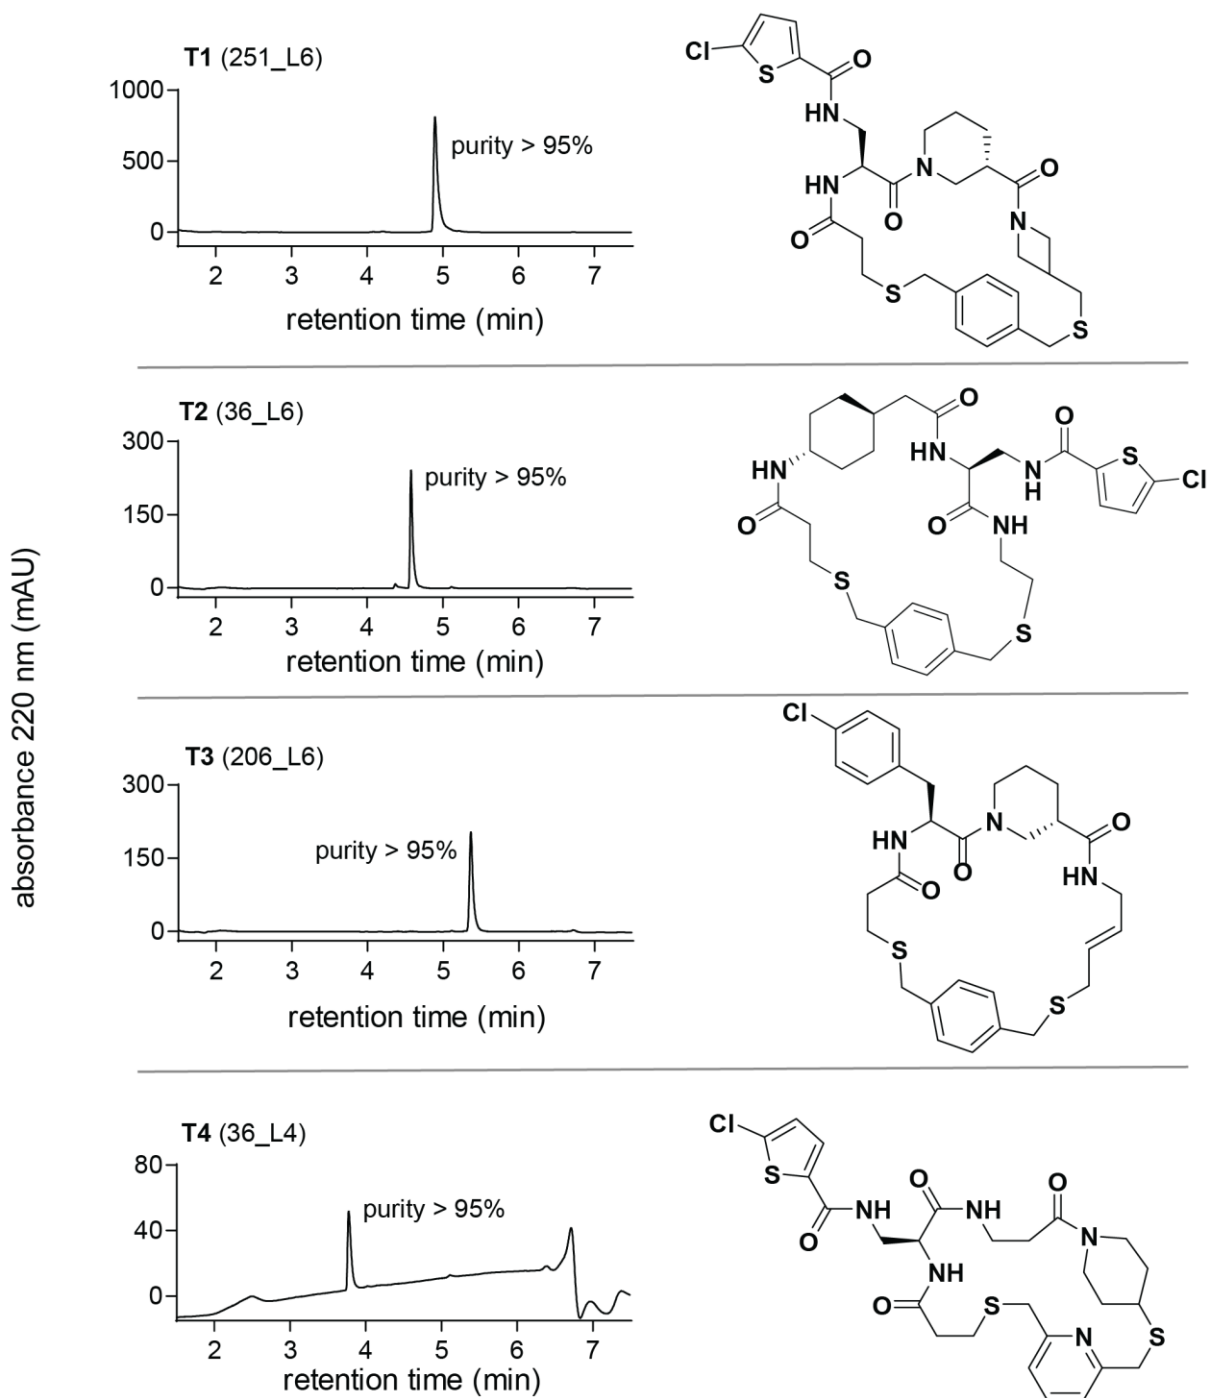 absorbance 220 nm (mAU)
T1 (251_L6)
1000
500
0
purity > 95%
2 3 4 5 6 7
retention time (min)
Cl
S
O
HN
N
O
HN
O
N
O
S
S
T2 (36_L6)
300
150
0
purity > 95%
2 3 4 5 6 7
retention time (min)
O
O
HN
S
HN
N
H
Cl
O
O
NH
S
S
T3 (206_L6)
300
150
0
purity > 95%
2 3 4 5 6 7
retention time (min)
Cl
N
O
HN
O
HN
O
S
S
T4 (36_L4)
80
40
0
purity > 95%
2 3 4 5 6 7
retention time (min)
Cl
S
O
O
NH
NH
O
N
NH
O
S
N
S